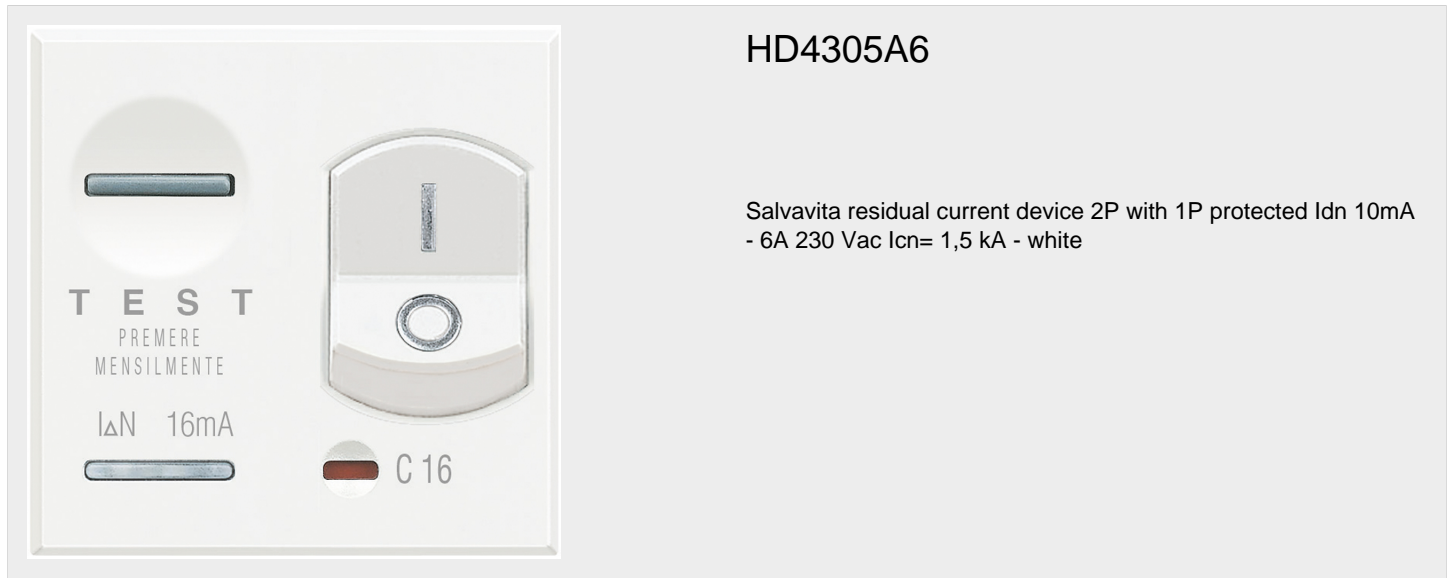 HD4305A6
Salvavita residual current device 2P with 1P protected Idn 10mA
- 6A 230 Vac Icn= 1,5 kA - white
TEST
PREMERE
MENSILMENTE
I∆N 16mA
C 16